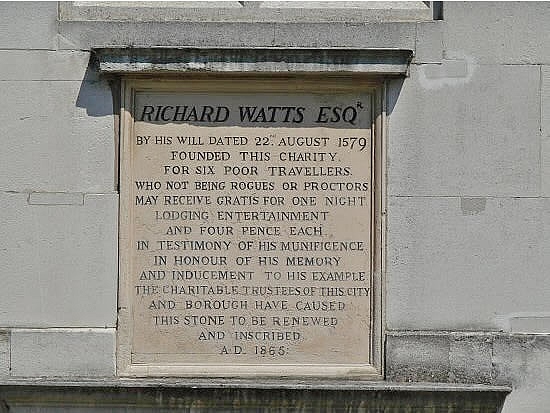 RICHARD WATTS ESQR
BY HIS WILL DATED 22ND AUGUST 1579
FOUNDED THIS CHARITY,
FOR SIX POOR TRAVELLERS,
WHO NOT BEING ROGUES OR PROCTORS
MAY RECEIVE GRATIS FOR ONE NIGHT
LODGING ENTERTAINMENT
AND FOUR PENCE EACH.
IN TESTIMONY OF HIS MUNIFICENCE
IN HONOUR OF HIS MEMORY
AND INDUCEMENT TO HIS EXAMPLE
THE CHARITABLE TRUSTEES OF THIS CITY
AND BOROUGH HAVE CAUSED
THIS STONE TO BE RENEWED
AND INSCRIBED
A.D. 1865.